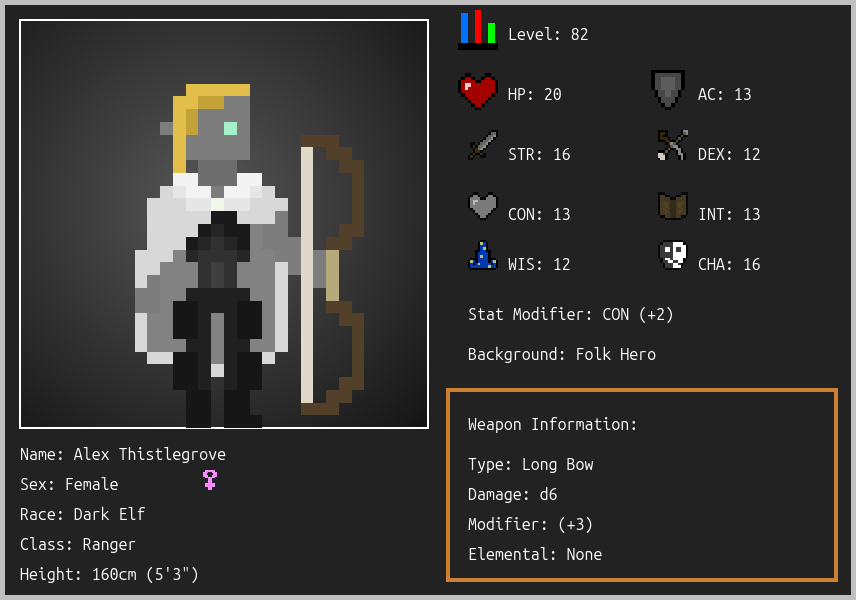 Level: 82
HP: 20
AC: 13
STR: 16
DEX: 12
CON: 13
INT: 13
WIS: 12
CHA: 16
Stat Modifier: CON (+2)
Background: Folk Hero
Weapon Information:
Type: Long Bow
Damage: d6
Modifier: (+3)
Elemental: None
Name: Alex Thistlegrove
Sex: Female
Race: Dark Elf
Class: Ranger
Height: 160cm (5'3")